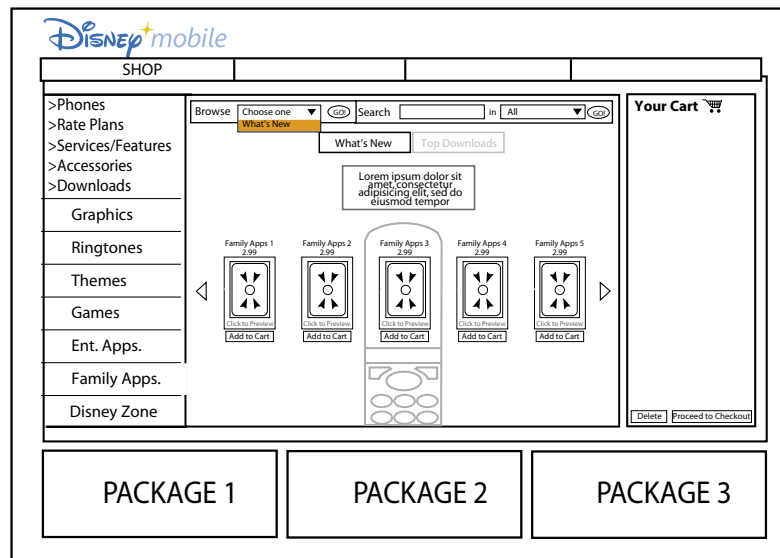 Disney mobile
SHOP
>Phones
>Rate Plans
>Services/Features
>Accessories
>Downloads
Graphics
Ringtones
Themes
Games
Ent. Apps.
Family Apps.
Disney Zone
Browse Choose one GO! Search in All GO!
What's New
What's New Top Downloads
Lorem ipsum dolor sit
amet, consectetur
adipisicing elit, sed do
eiusmod tempor
Family Apps 1 Family Apps 2 Family Apps 3 Family Apps 4 Family Apps 5
2.99 2.99 2.99 2.99 2.99
Click to Preview Click to Preview Click to Preview Click to Preview Click to Preview
Add to Cart Add to Cart Add to Cart Add to Cart Add to Cart
Your Cart
Delete Proceed to Checkout
PACKAGE 1 PACKAGE 2 PACKAGE 3